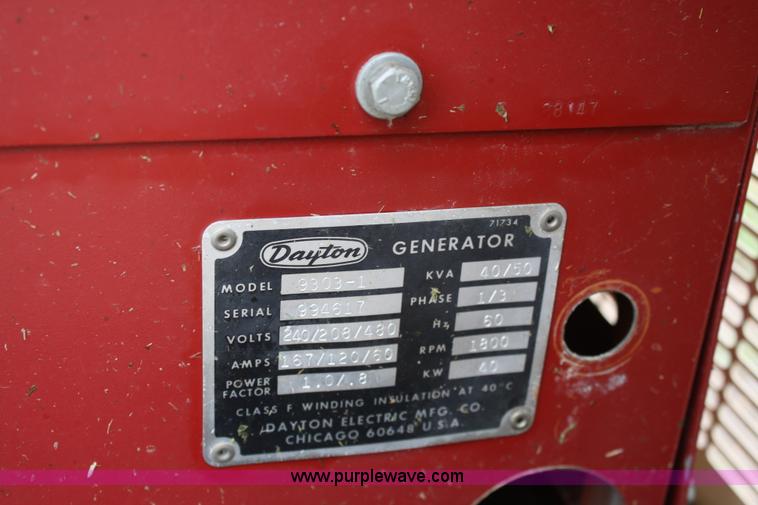 28147
71734
Dayton GENERATOR
MODEL 9303-1 KVA 40/50
SERIAL 994617 PHASE 1/3
VOLTS 240/208/480 Hz. 60
AMPS 167/120/60 RPM 1800
POWER FACTOR 1.0/.8 KW 40
CLASS F WINDING INSULATION AT 40°C
DAYTON ELECTRIC MFG. CO.
CHICAGO 60648 U.S.A.
www.purplewave.com